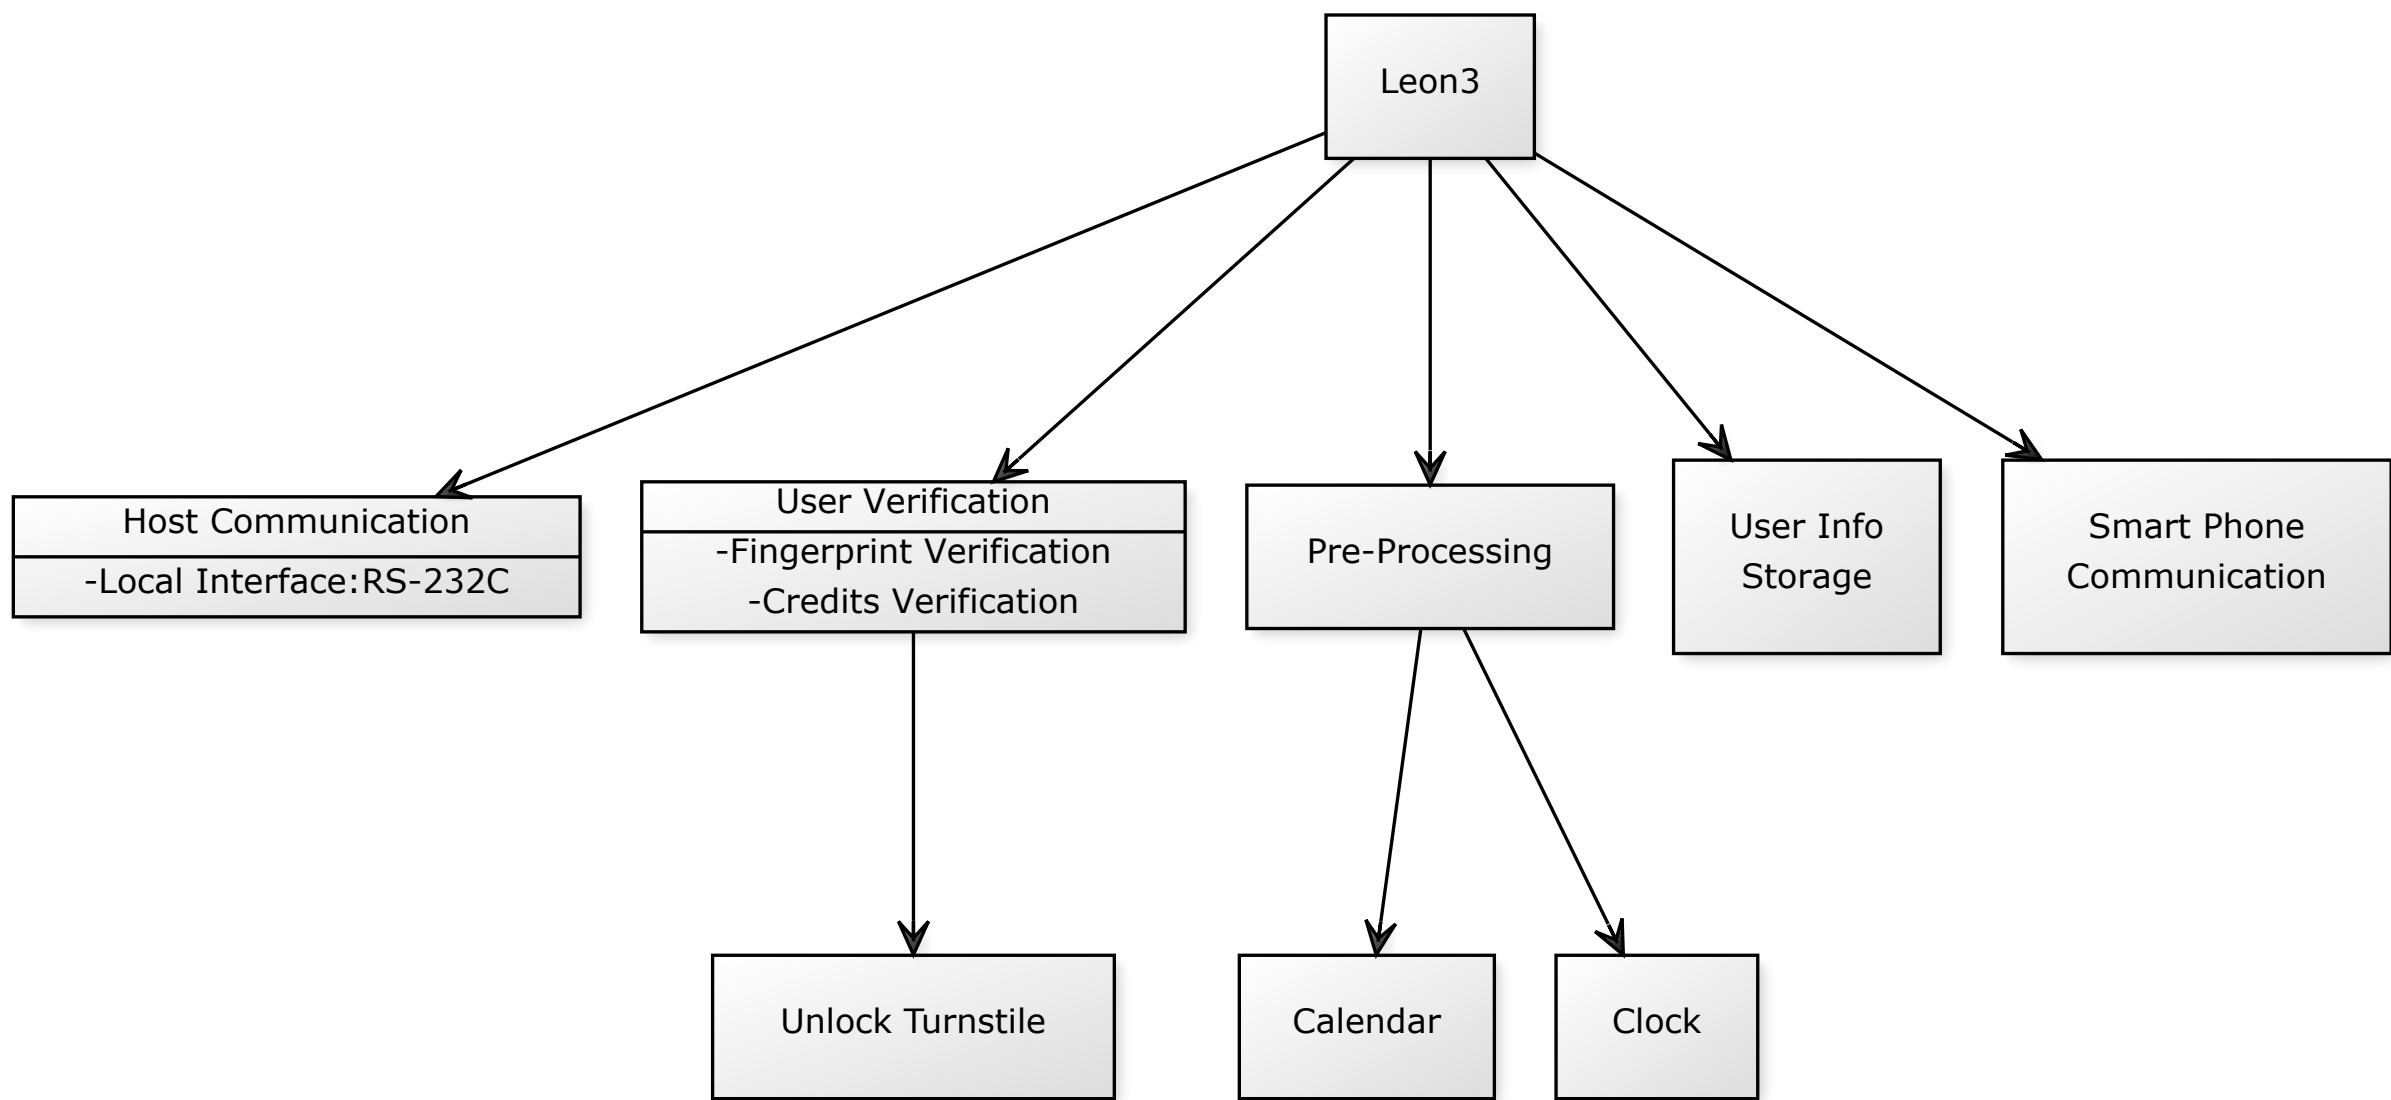 Leon3
Host Communication
-Local Interface:RS-232C
User Verification
-Fingerprint Verification
-Credits Verification
Pre-Processing
User Info
Storage
Smart Phone
Communication
Unlock Turnstile
Calendar
Clock